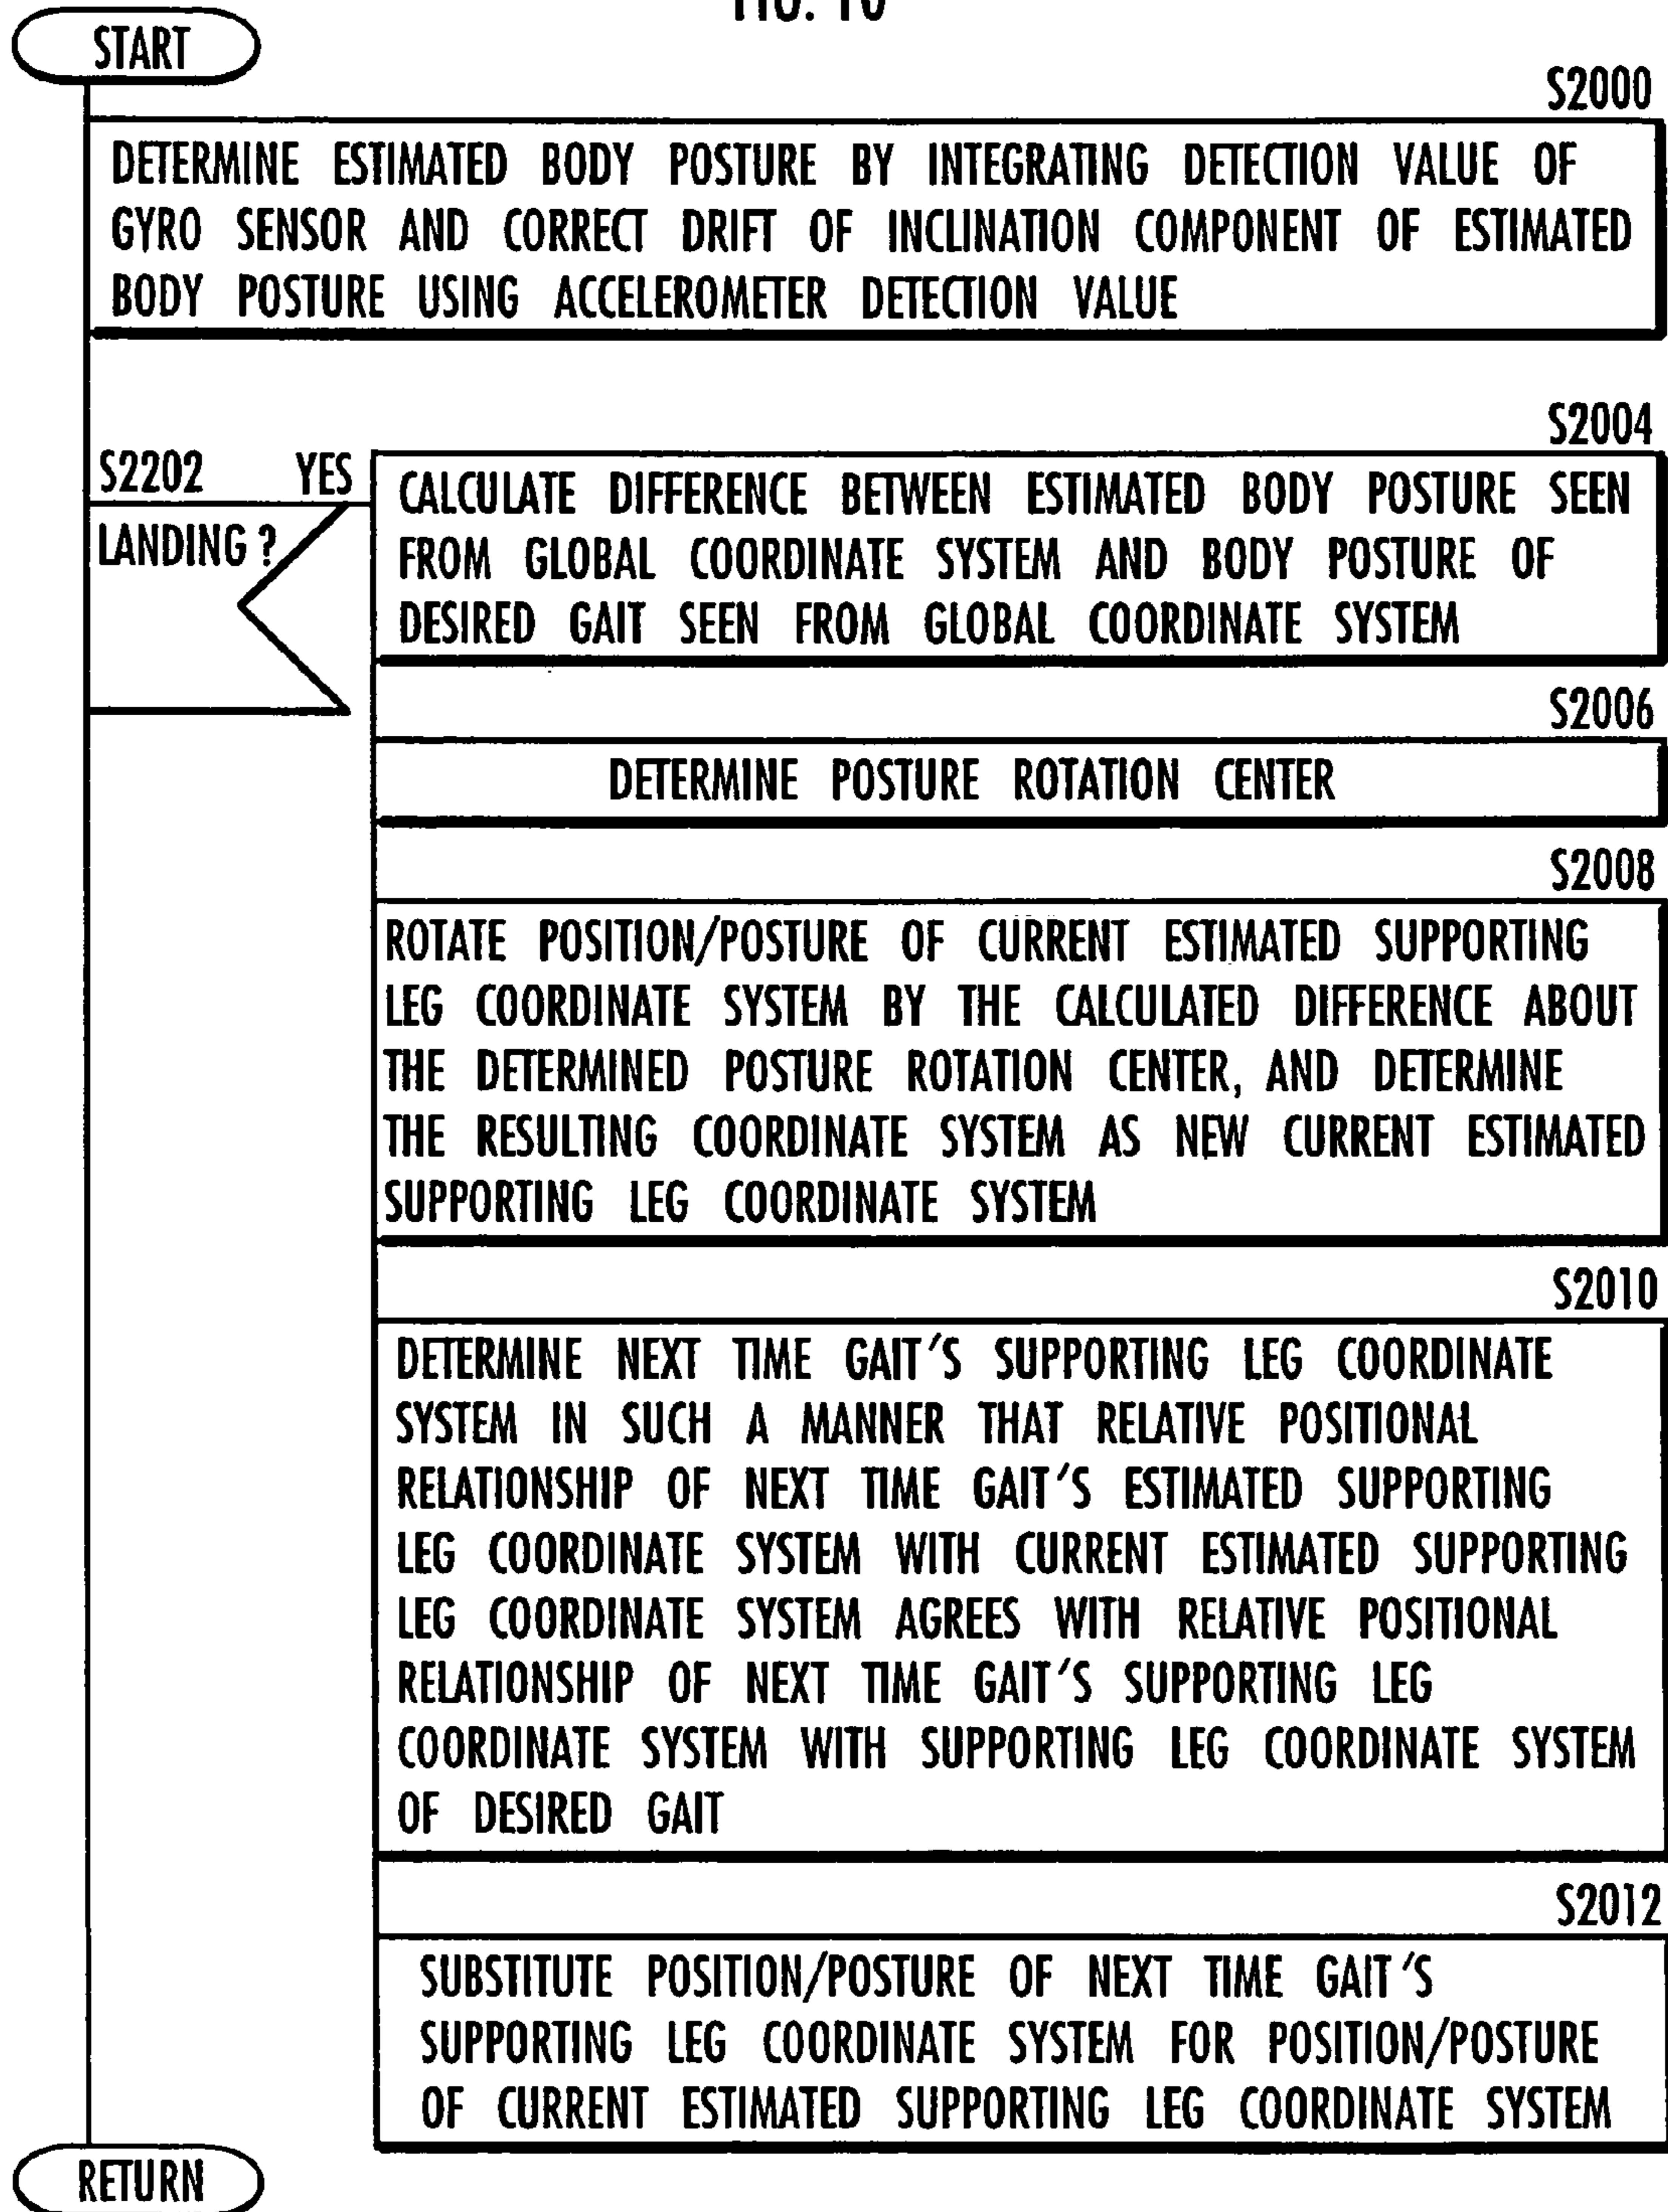 FIG. 10
START
S2000
DETERMINE ESTIMATED BODY POSTURE BY INTEGRATING DETECTION VALUE OF
GYRO SENSOR AND CORRECT DRIFT OF INCLINATION COMPONENT OF ESTIMATED
BODY POSTURE USING ACCELEROMETER DETECTION VALUE
S2202 YES
LANDING ?
S2004
CALCULATE DIFFERENCE BETWEEN ESTIMATED BODY POSTURE SEEN
FROM GLOBAL COORDINATE SYSTEM AND BODY POSTURE OF
DESIRED GAIT SEEN FROM GLOBAL COORDINATE SYSTEM
S2006
DETERMINE POSTURE ROTATION CENTER
S2008
ROTATE POSITION/POSTURE OF CURRENT ESTIMATED SUPPORTING
LEG COORDINATE SYSTEM BY THE CALCULATED DIFFERENCE ABOUT
THE DETERMINED POSTURE ROTATION CENTER, AND DETERMINE
THE RESULTING COORDINATE SYSTEM AS NEW CURRENT ESTIMATED
SUPPORTING LEG COORDINATE SYSTEM
S2010
DETERMINE NEXT TIME GAIT'S SUPPORTING LEG COORDINATE
SYSTEM IN SUCH A MANNER THAT RELATIVE POSITIONAL
RELATIONSHIP OF NEXT TIME GAIT'S ESTIMATED SUPPORTING
LEG COORDINATE SYSTEM WITH CURRENT ESTIMATED SUPPORTING
LEG COORDINATE SYSTEM AGREES WITH RELATIVE POSITIONAL
RELATIONSHIP OF NEXT TIME GAIT'S SUPPORTING LEG
COORDINATE SYSTEM WITH SUPPORTING LEG COORDINATE SYSTEM
OF DESIRED GAIT
S2012
SUBSTITUTE POSITION/POSTURE OF NEXT TIME GAIT'S
SUPPORTING LEG COORDINATE SYSTEM FOR POSITION/POSTURE
OF CURRENT ESTIMATED SUPPORTING LEG COORDINATE SYSTEM
RETURN